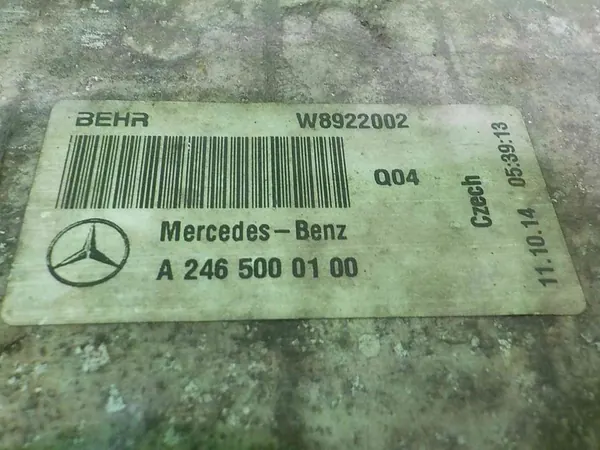 BEHR W8922002
Q04
Mercedes-Benz
A 246 500 01 00
Czech
11.10.14 05:39:13